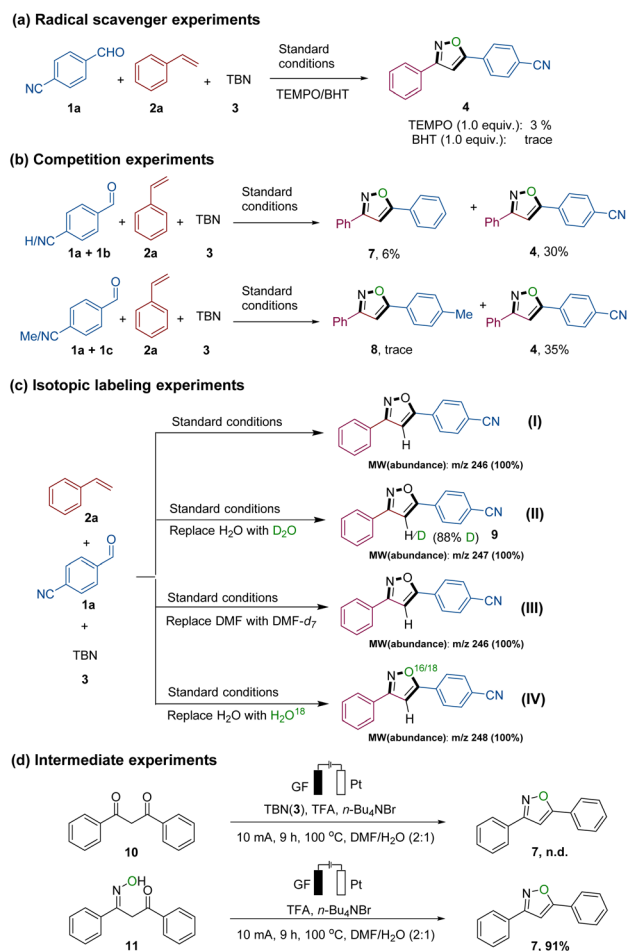 (a) Radical scavenger experiments
CHO
NC
1a
+
2a
+
TBN
3
Standard
conditions
TEMPO/BHT
N
O
CN
4
TEMPO (1.0 equiv.): 3 %
BHT (1.0 equiv.): trace
(b) Competition experiments
O
H/NC
1a + 1b
+
2a
+
TBN
3
Standard
conditions
N
O
Ph
7, 6%
+
N
O
Ph
CN
4, 30%
O
Me/NC
1a + 1c
+
2a
+
TBN
3
Standard
conditions
N
O
Ph
Me
8, trace
+
N
O
Ph
CN
4, 35%
(c) Isotopic labeling experiments
2a
+
O
NC
1a
+
TBN
3
Standard conditions
N
O
CN
H
(I)
MW(abundance): m/z 246 (100%)
Standard conditions
Replace H2O with D2O
N
O
CN
H/D (88% D) 9
(II)
MW(abundance): m/z 247 (100%)
Standard conditions
Replace DMF with DMF-d7
N
O
CN
H
(III)
MW(abundance): m/z 246 (100%)
Standard conditions
Replace H2O with H2O18
N
O16/18
CN
H
(IV)
MW(abundance): m/z 248 (100%)
(d) Intermediate experiments
O O
10
GF Pt
TBN(3), TFA, n-Bu4NBr
10 mA, 9 h, 100 °C, DMF/H2O (2:1)
N
O
7, n.d.
OH
N O
11
GF Pt
TFA, n-Bu4NBr
10 mA, 9 h, 100 °C, DMF/H2O (2:1)
N
O
7, 91%